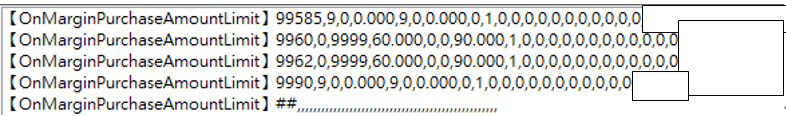 【OnMarginPurchaseAmountLimit】99585,9,0,0.000,9,0,0.000,0,1,0,0,0,0,0,0,0,0,0,0,0
【OnMarginPurchaseAmountLimit】9960,0,9999,60.000,0,0,90.000,1,0,0,0,0,0,0,0,0,0,0,0,0
【OnMarginPurchaseAmountLimit】9962,0,9999,60.000,0,0,90.000,1,0,0,0,0,0,0,0,0,0,0,0,0
【OnMarginPurchaseAmountLimit】9990,9,0,0.000,9,0,0.000,0,1,0,0,0,0,0,0,0,0,0,0,0
【OnMarginPurchaseAmountLimit】##,,,,,,,,,,,,,,,,,,,,,,,,,,,,,,,,,,,,,,,,,,,,,,,,,